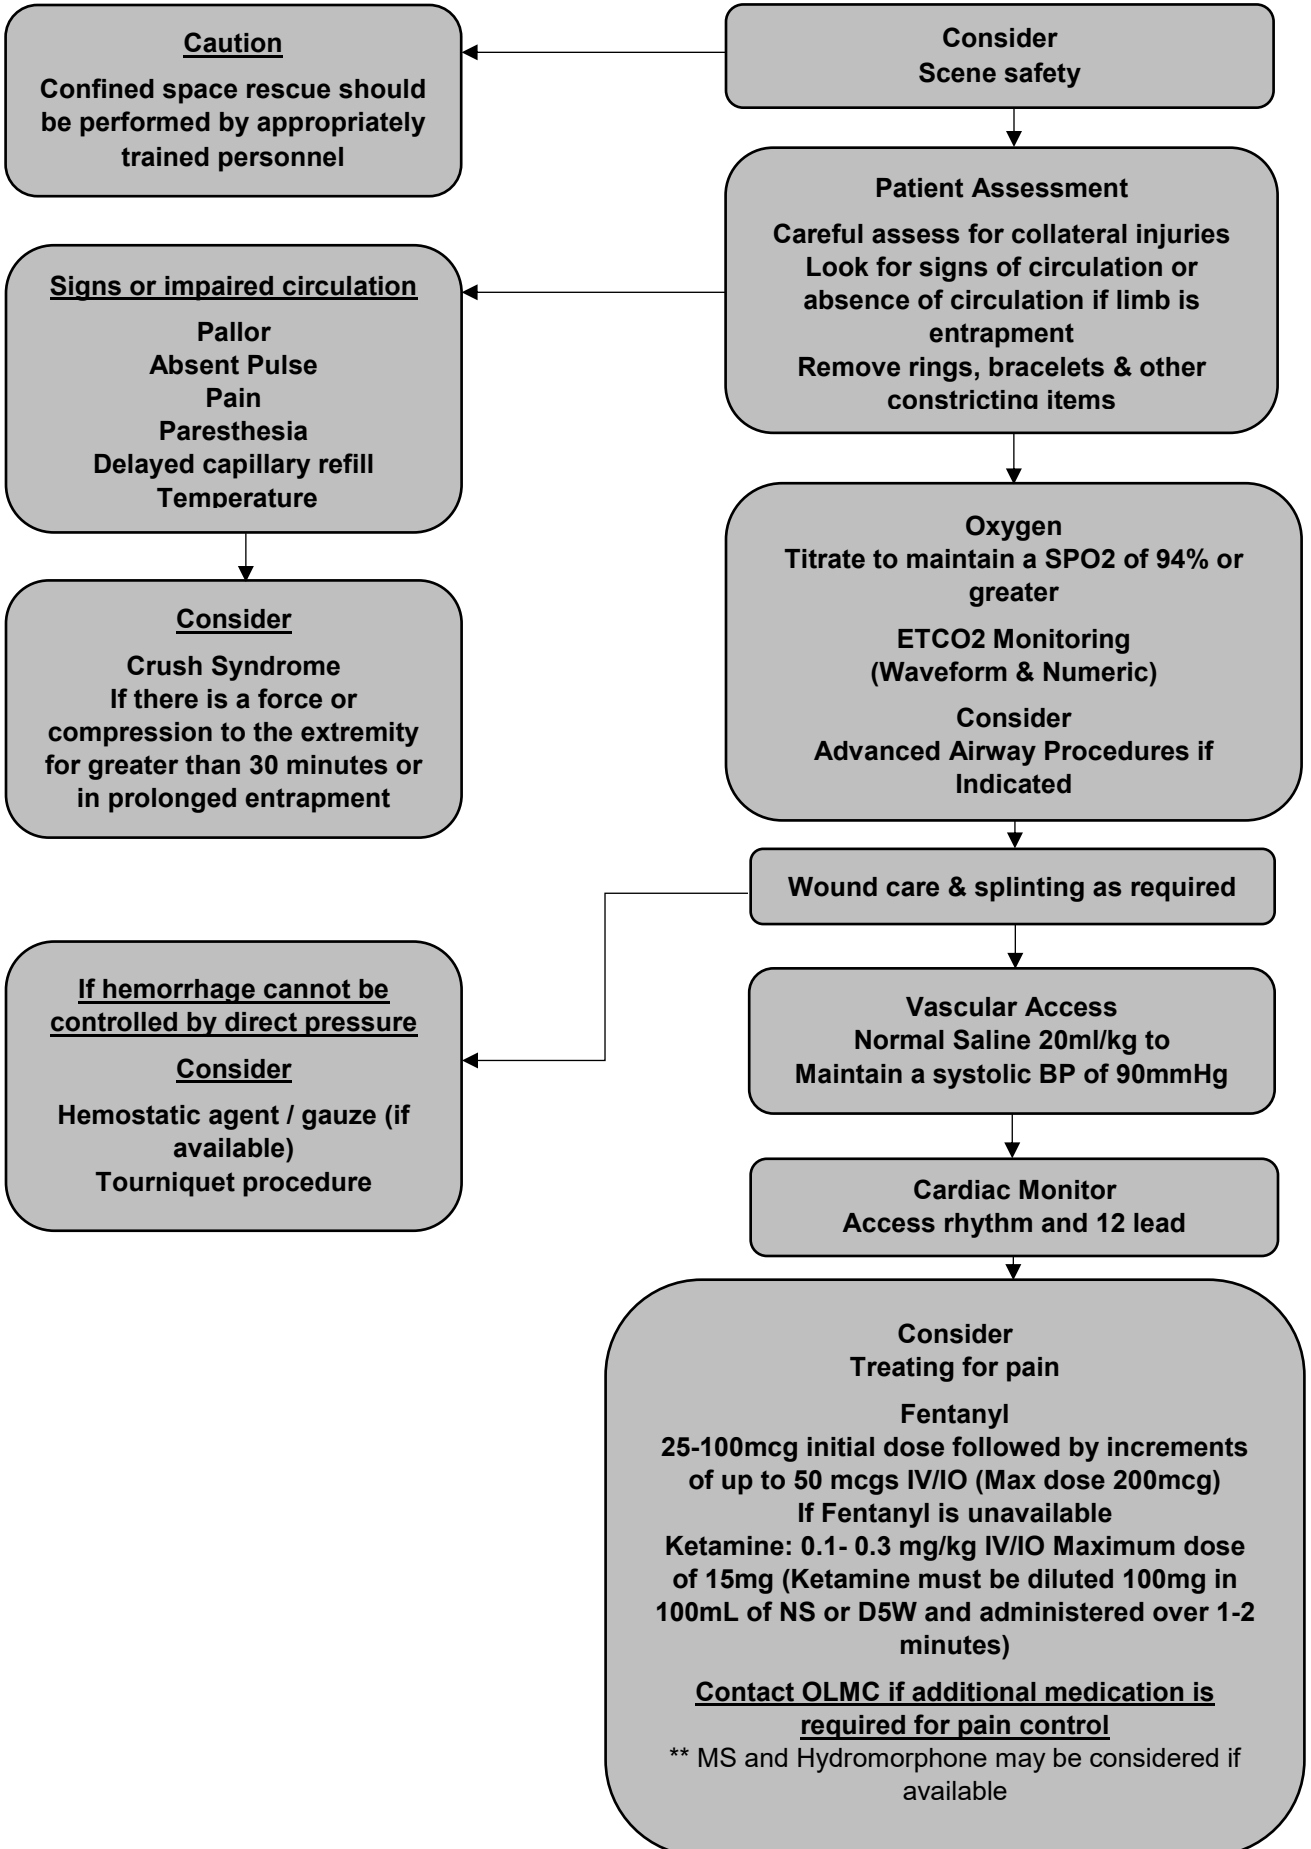 Caution
Confined space rescue should
be performed by appropriately
trained personnel
Consider
Scene safety
Patient Assessment
Careful assess for collateral injuries
Look for signs of circulation or
absence of circulation if limb is
entrapment
Remove rings, bracelets & other
constricting items
Signs or impaired circulation
Pallor
Absent Pulse
Pain
Paresthesia
Delayed capillary refill
Temperature
Oxygen
Titrate to maintain a SPO2 of 94% or
greater
ETCO2 Monitoring
(Waveform & Numeric)
Consider
Advanced Airway Procedures if
Indicated
Consider
Crush Syndrome
If there is a force or
compression to the extremity
for greater than 30 minutes or
in prolonged entrapment
Wound care & splinting as required
If hemorrhage cannot be
controlled by direct pressure
Consider
Hemostatic agent / gauze (if
available)
Tourniquet procedure
Vascular Access
Normal Saline 20ml/kg to
Maintain a systolic BP of 90mmHg
Cardiac Monitor
Access rhythm and 12 lead
Consider
Treating for pain
Fentanyl
25-100mcg initial dose followed by increments
of up to 50 mcgs IV/IO (Max dose 200mcg)
If Fentanyl is unavailable
Ketamine: 0.1- 0.3 mg/kg IV/IO Maximum dose
of 15mg (Ketamine must be diluted 100mg in
100mL of NS or D5W and administered over 1-2
minutes)
Contact OLMC if additional medication is
required for pain control
** MS and Hydromorphone may be considered if
available